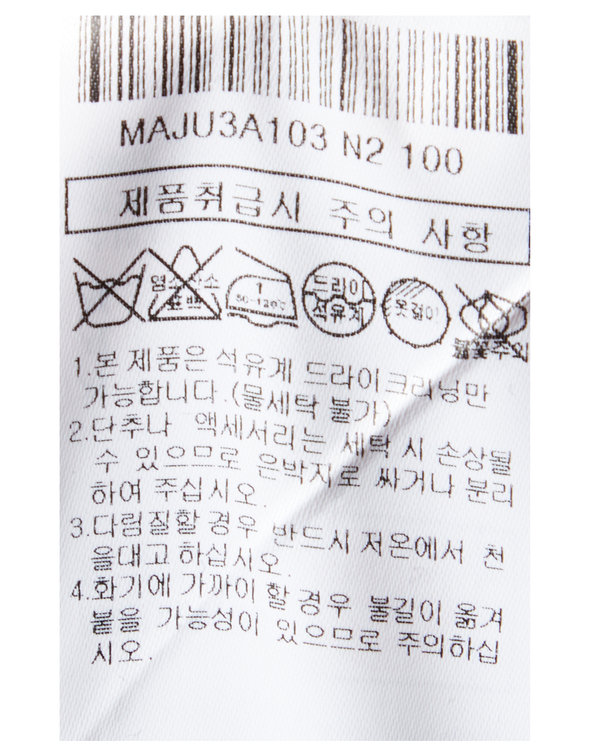 MAJU3A103 N2 100
제품취급시 주의 사항
염소산소 표백
1 80-120℃
드라이 석유계
옷걸이
불꽃주의
1.본 제품은 석유계 드라이크리닝만
가능합니다.(물세탁 불가)
2.단추나 액세서리는 세탁 시 손상될
수 있으므로 은박지로 싸거나 분리
하여 주십시오.
3.다림질할 경우 반드시 저온에서 천
을대고 하십시오.
4.화기에 가까이 할 경우 불길이 옮겨
붙을 가능성이 있으므로 주의하십
시오.